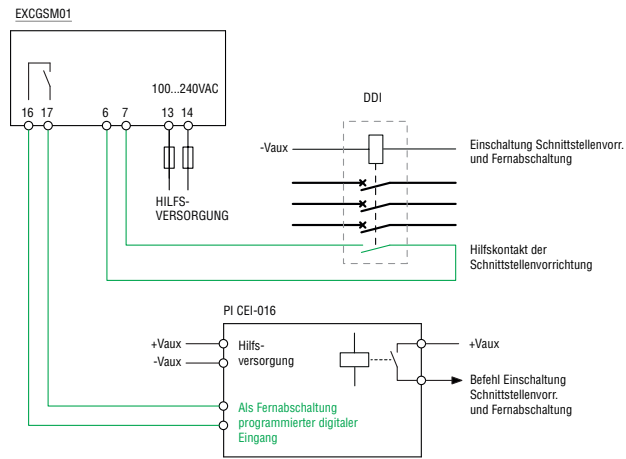 EXCGSM01
100...240VAC
16 17 6 7 13 14
HILFS-
VERSORGUNG
DDI
-Vaux
Einschaltung Schnittstellenvorr.
und Fernabschaltung
Hilfskontakt der
Schnittstellenvorrichtung
PI CEI-016
+Vaux
-Vaux
Hilfs-
versorgung
Als Fernabschaltung
programmierter digitaler
Eingang
+Vaux
Befehl Einschaltung
Schnittstellenvorr.
und Fernabschaltung